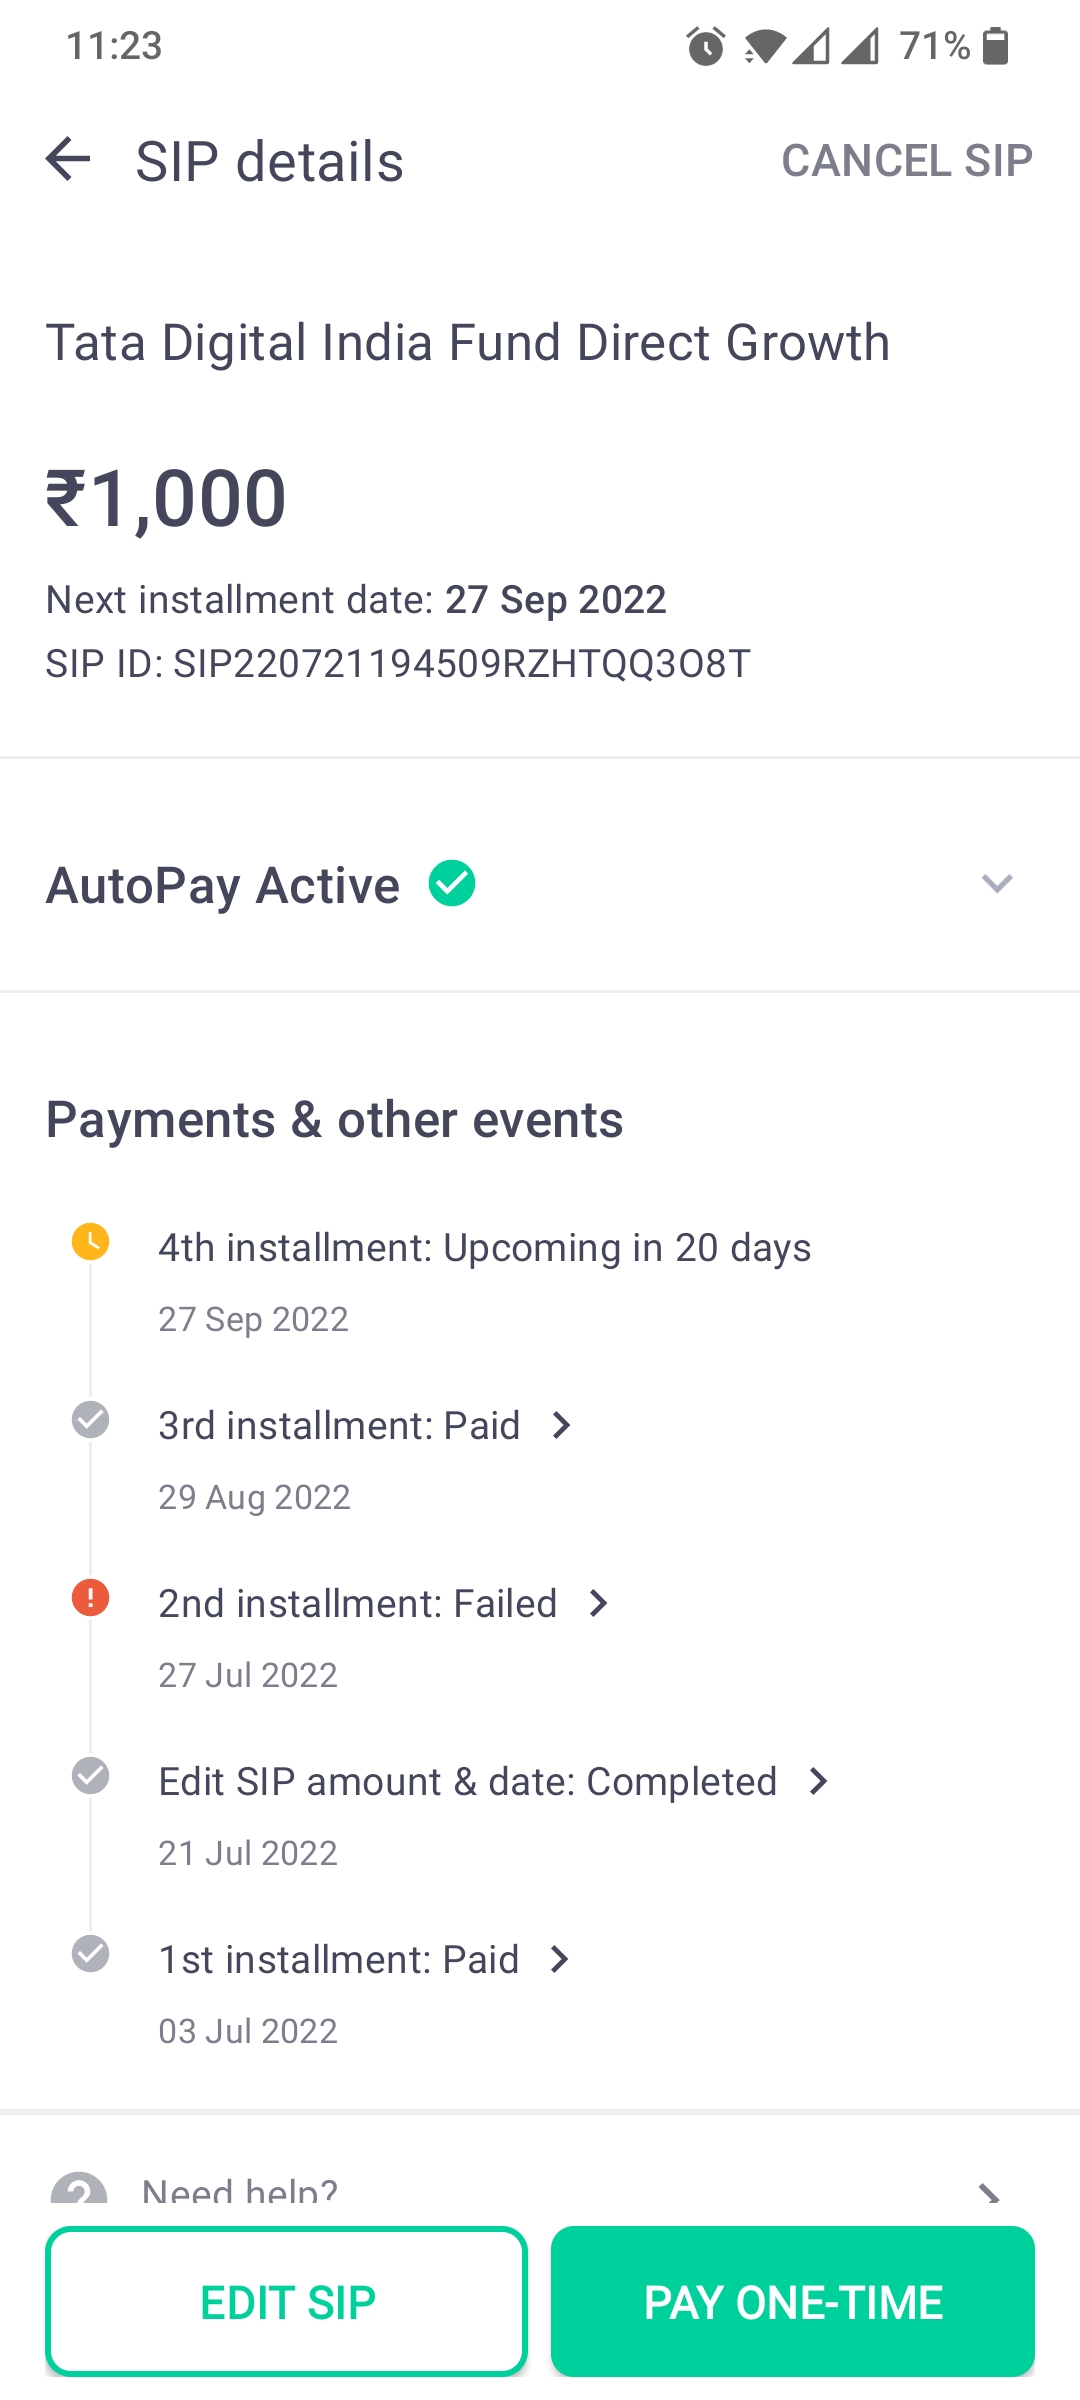 11:23
71%
SIP details
CANCEL SIP
Tata Digital India Fund Direct Growth
₹1,000
Next installment date: 27 Sep 2022
SIP ID: SIP220721194509RZHTQQ3O8T
AutoPay Active
Payments & other events
4th installment: Upcoming in 20 days
27 Sep 2022
3rd installment: Paid
29 Aug 2022
2nd installment: Failed
27 Jul 2022
Edit SIP amount & date: Completed
21 Jul 2022
1st installment: Paid
03 Jul 2022
Need help?
EDIT SIP
PAY ONE-TIME